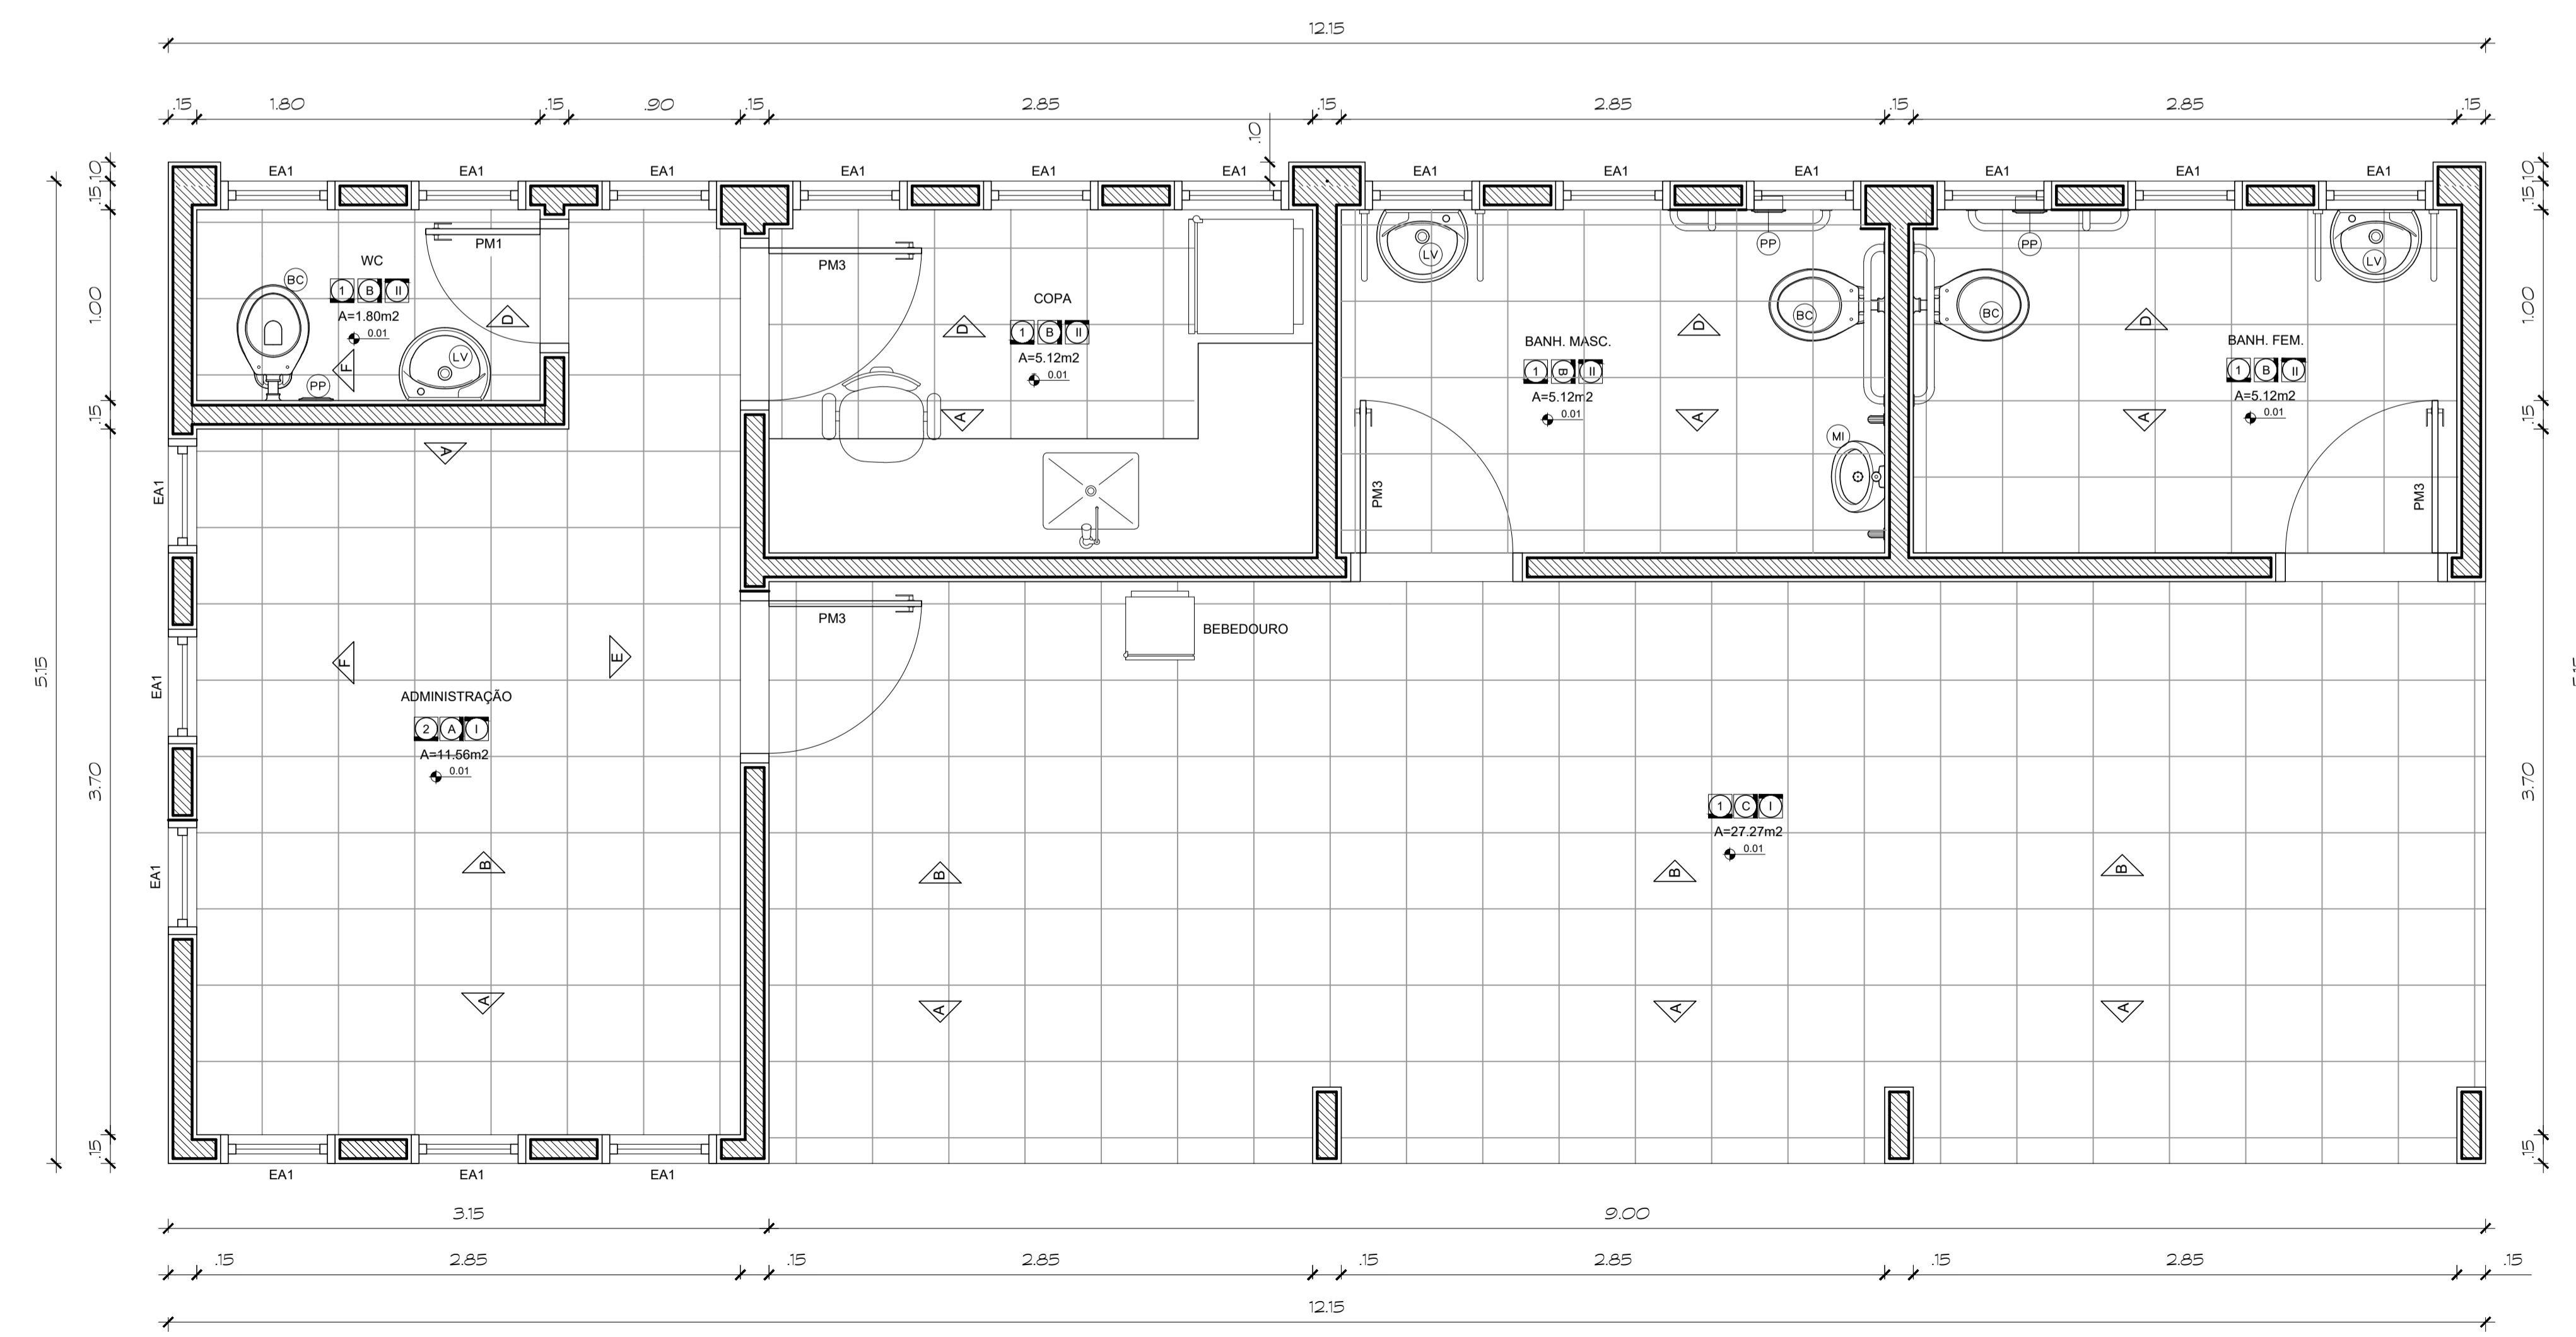 12.15
.15 1.80 .15 .90 .15 2.85 .15 2.85 .15 2.85 .15
.10
EA1 EA1 EA1 EA1 EA1 EA1 EA1 EA1 EA1 EA1 EA1 EA1
.10
.15
1.00
.15
3.70
.15
5.15
WC
1 B II
A=1.80m2
0.01
BC
PP
LV
PM1
D
F
COPA
1 B II
A=5.12m2
0.01
PM3
D
A
BANH. MASC.
1 B II
A=5.12m2
0.01
LV
PP
BC
MI
PM3
D
A
BANH. FEM.
1 B II
A=5.12m2
0.01
PP
LV
BC
PM3
D
A
.10
.15
1.00
.15
3.70
.15
EA1
EA1
EA1
A
F
E
ADMINISTRAÇÃO
2 A I
A=11.56m2
0.01
B
A
PM3
BEBEDOURO
1 C I
A=27.27m2
0.01
B B B
A A A
EA1 EA1 EA1
3.15 9.00
.15 2.85 .15 2.85 .15 2.85 .15 2.85 .15
12.15